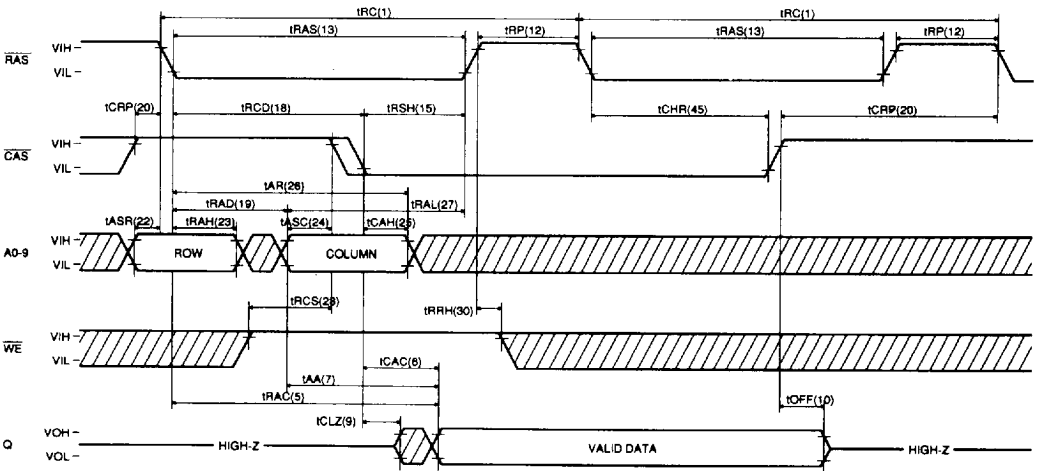 tRC(1) tRC(1)
tRAS(13) tRP(12) tRAS(13) tRP(12)
RAS VIH
VIL
tCRP(20) tRCD(18) tRSH(15) tCHR(45) tCRP(20)
CAS VIH
VIL
tAR(26)
tRAD(19) tRAL(27)
tASR(22) tRAH(23) tASC(24) tCAH(25)
A0-9 VIH
VIL
ROW COLUMN
tRCS(28) tRRH(30)
WE VIH
VIL
tCAC(6)
tAA(7)
tRAC(5)
tCLZ(9) tOFF(10)
Q VOH
VOL
HIGH-Z VALID DATA HIGH-Z